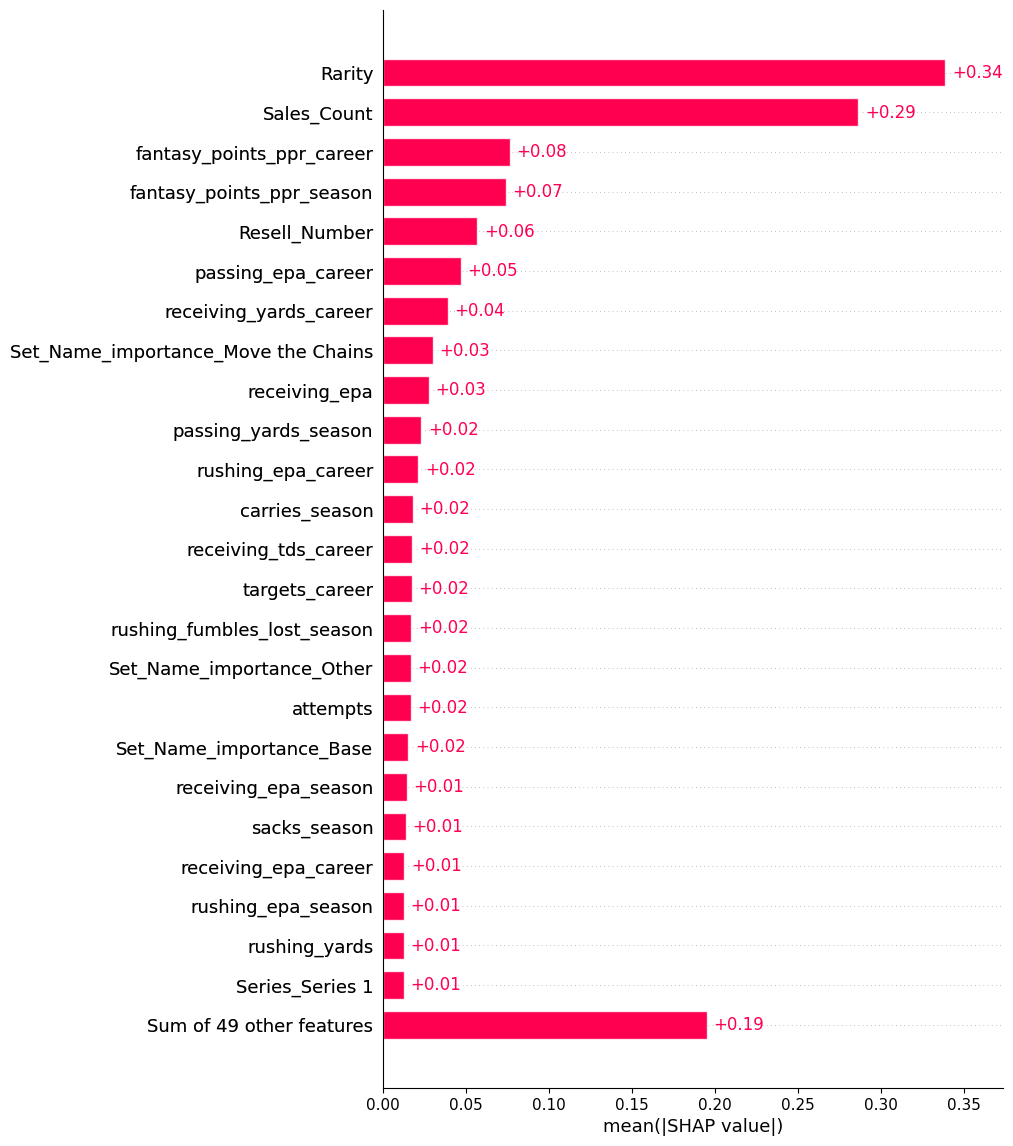 Rarity +0.34
Sales_Count +0.29
fantasy_points_ppr_career +0.08
fantasy_points_ppr_season +0.07
Resell_Number +0.06
passing_epa_career +0.05
receiving_yards_career +0.04
Set_Name_importance_Move the Chains +0.03
receiving_epa +0.03
passing_yards_season +0.02
rushing_epa_career +0.02
carries_season +0.02
receiving_tds_career +0.02
targets_career +0.02
rushing_fumbles_lost_season +0.02
Set_Name_importance_Other +0.02
attempts +0.02
Set_Name_importance_Base +0.02
receiving_epa_season +0.01
sacks_season +0.01
receiving_epa_career +0.01
rushing_epa_season +0.01
rushing_yards +0.01
Series_Series 1 +0.01
Sum of 49 other features +0.19
0.00 0.05 0.10 0.15 0.20 0.25 0.30 0.35
mean(|SHAP value|)